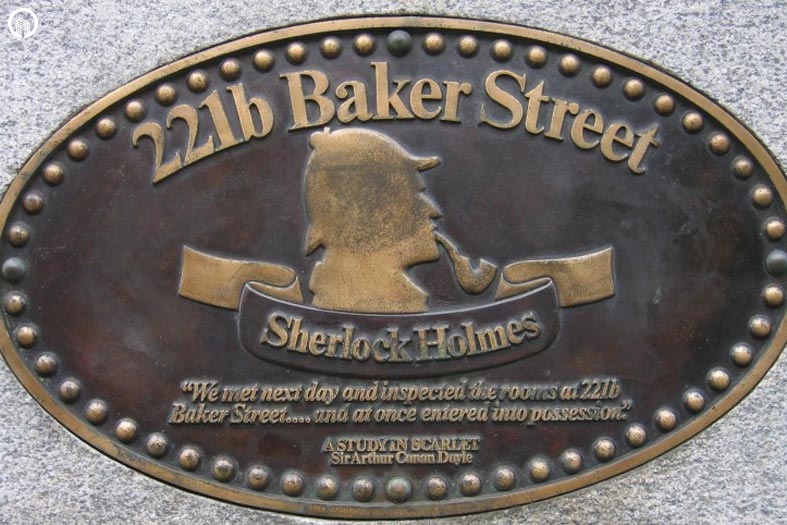 221b Baker Street
Sherlock Holmes
"We met next day and inspected the rooms at 221b
Baker Street.... and at once entered into possession."
A STUDY IN SCARLET
Sir Arthur Conan Doyle